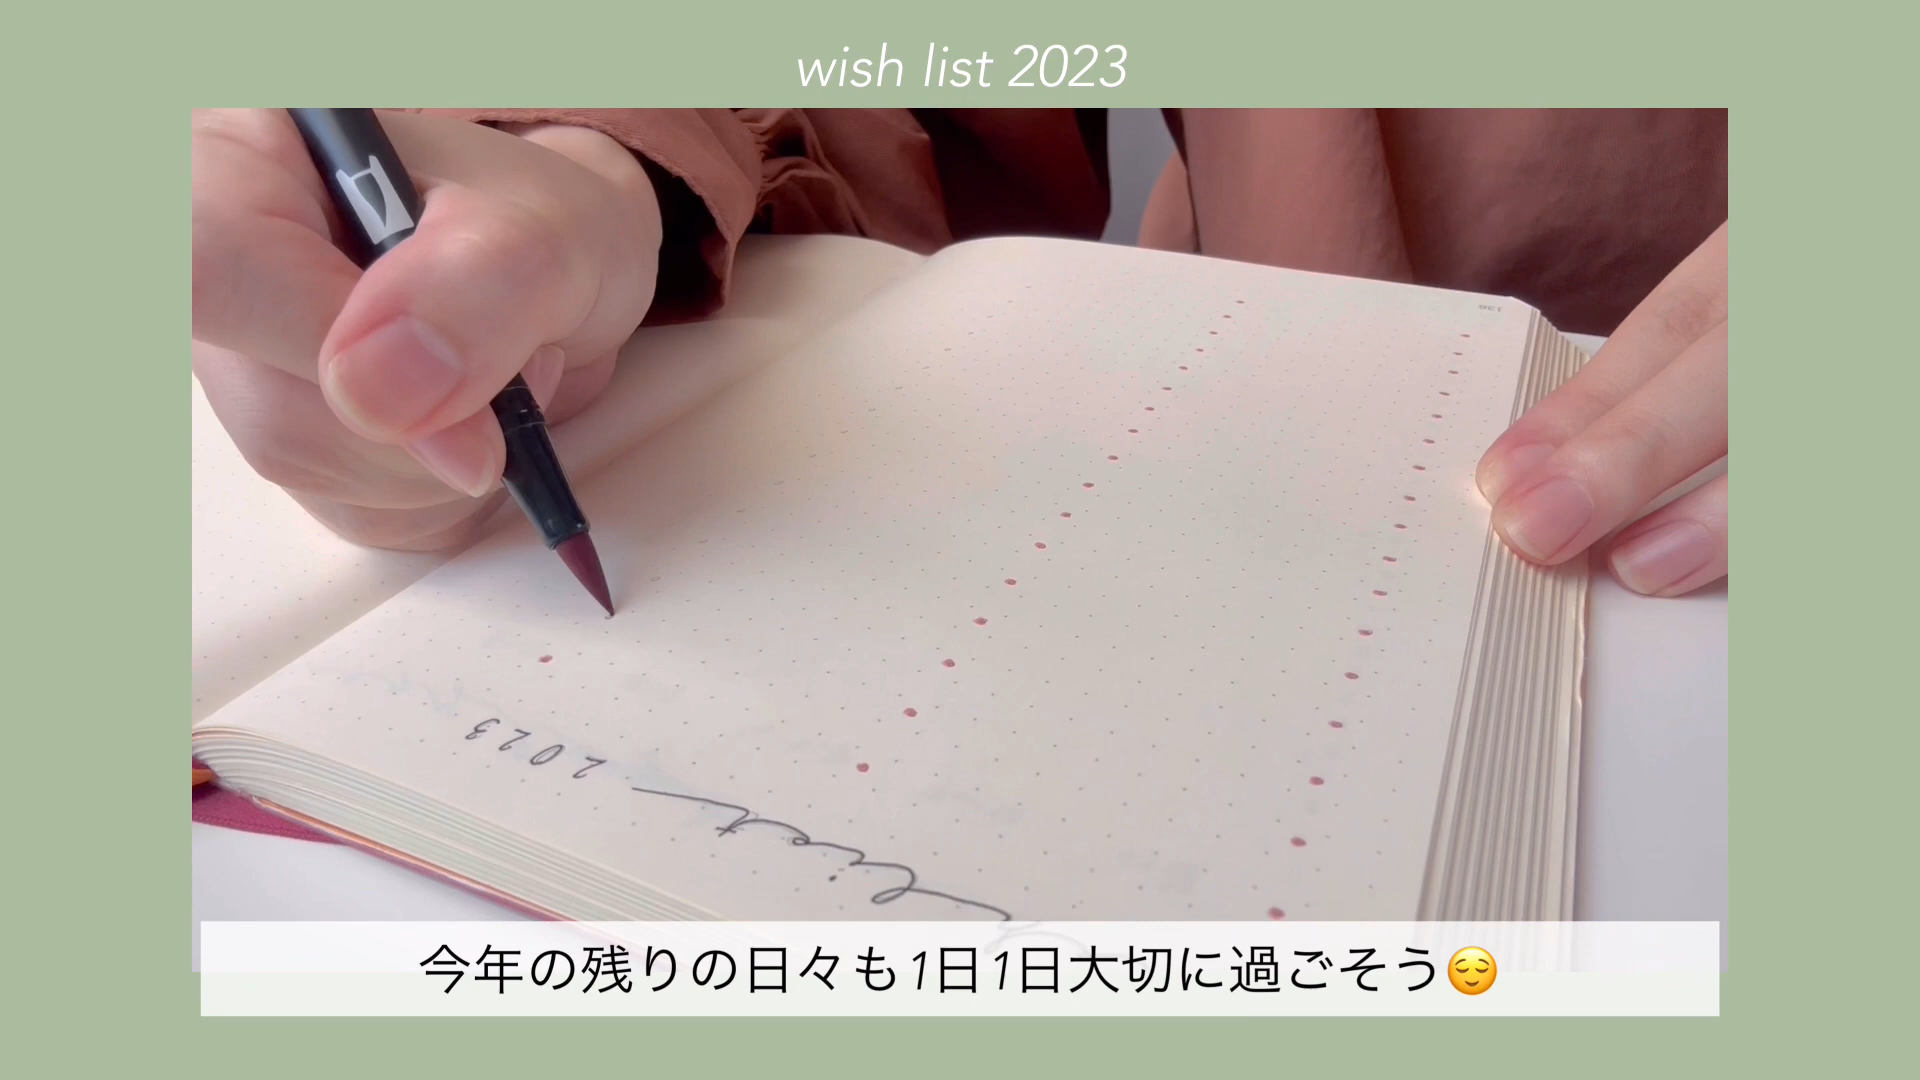 wish list 2023
list 2023
今年の残りの日々も1日1日大切に過ごそう😌